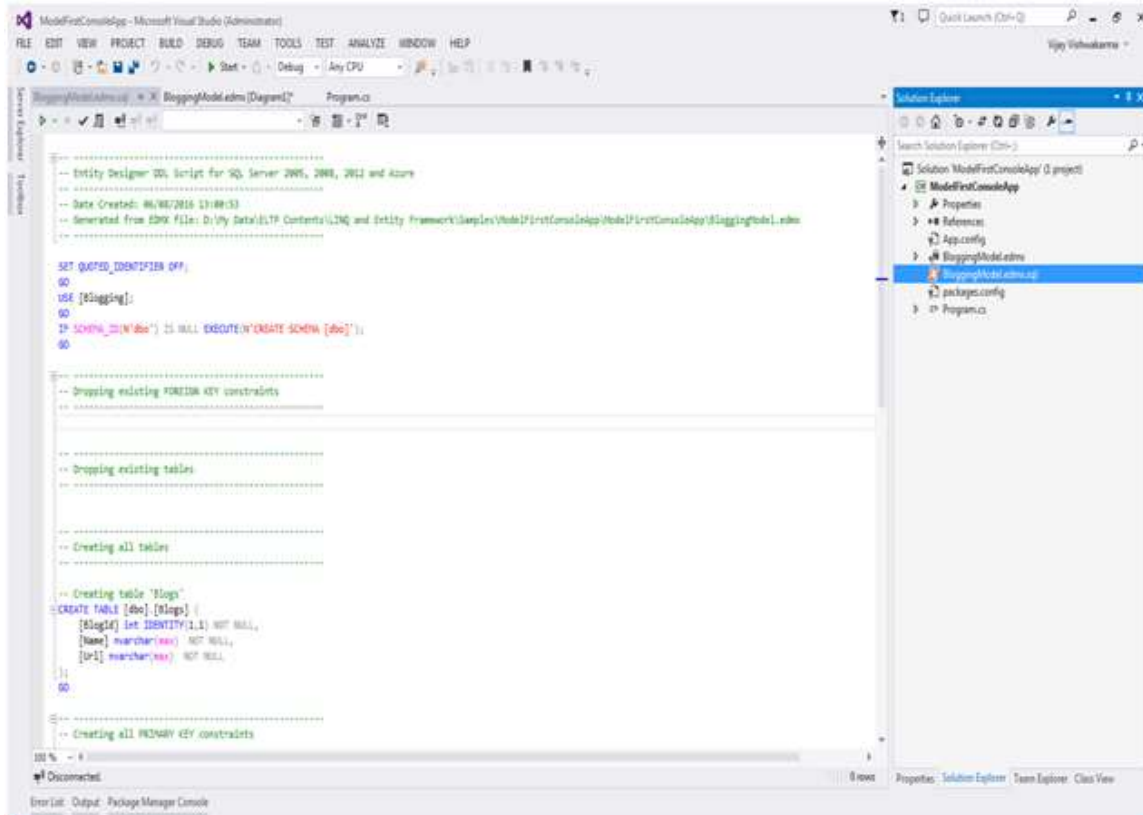 ModelFirstConsoleApp - Microsoft Visual Studio (Administrator)
1
Quick Launch (Ctrl+Q)
FILE EDIT VIEW PROJECT BUILD DEBUG TEAM TOOLS TEST ANALYZE WINDOW HELP
Vijay Vishwakarma
Start Debug Any CPU
Server Explorer
Toolbox
BloggingModel.edmx.sql BloggingModel.edmx [Diagram1]* Program.cs
-- Entity Designer DDL Script for SQL Server 2005, 2008, 2012 and Azure
-- Date Created: 06/08/2016 13:00:53
-- Generated from EDMX file: D:\My Data\ELTP Contents\LINQ and Entity Framework\Samples\ModelFirstConsoleApp\ModelFirstConsoleApp\BloggingModel.edmx
SET QUOTED_IDENTIFIER OFF;
GO
USE [Blogging];
GO
IF SCHEMA_ID(N'dbo') IS NULL EXECUTE(N'CREATE SCHEMA [dbo]');
GO
-- Dropping existing FOREIGN KEY constraints
-- Dropping existing tables
-- Creating all tables
-- Creating table 'Blogs'
CREATE TABLE [dbo].[Blogs] (
[BlogId] int IDENTITY(1,1) NOT NULL,
[Name] nvarchar(max) NOT NULL,
[Url] nvarchar(max) NOT NULL
);
GO
-- Creating all PRIMARY KEY constraints
100 %
Disconnected.
0 rows
Error List Output Package Manager Console
Solution Explorer
Search Solution Explorer (Ctrl+;)
Solution 'ModelFirstConsoleApp' (1 project)
ModelFirstConsoleApp
Properties
References
App.config
BloggingModel.edmx
BloggingModel.edmx.sql
packages.config
Program.cs
Properties Solution Explorer Team Explorer Class View